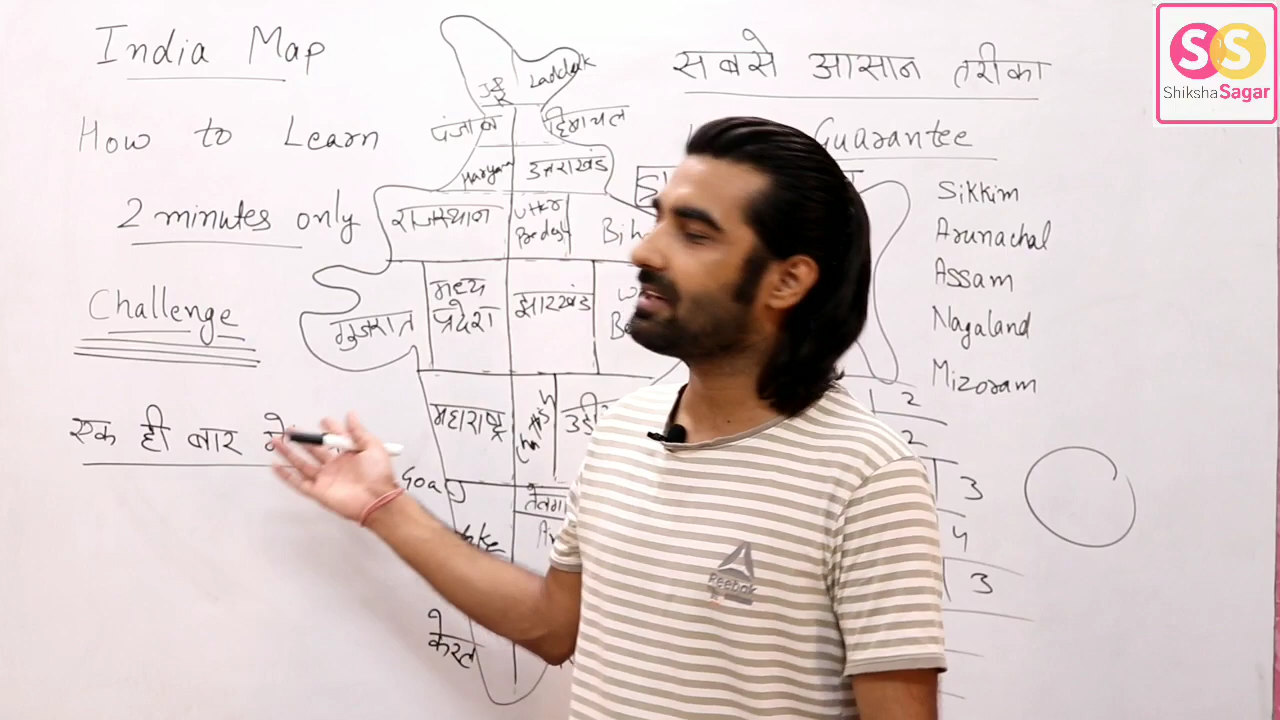 India Map
How to Learn
2 minutes only
Challenge
एक ही बार में
सबसे आसान तरीका
Guarantee
SS
ShikshaSagar
J&K
Ladakh
पंजाब
हिमाचल
Haryana
उत्तराखंड
राजस्थान
Uttar
Pradesh
Bih
गुजरात
मध्य
प्रदेश
झारखंड
महाराष्ट्र
Goa
केरल
Sikkim
Arunachal
Assam
Nagaland
Mizoram
2
2
3
4
3
Reebok